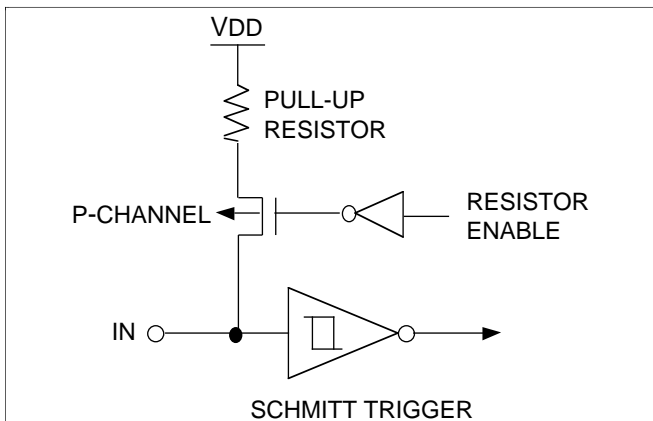 VDD
PULL-UP
RESISTOR
P-CHANNEL
RESISTOR
ENABLE
IN
SCHMITT TRIGGER